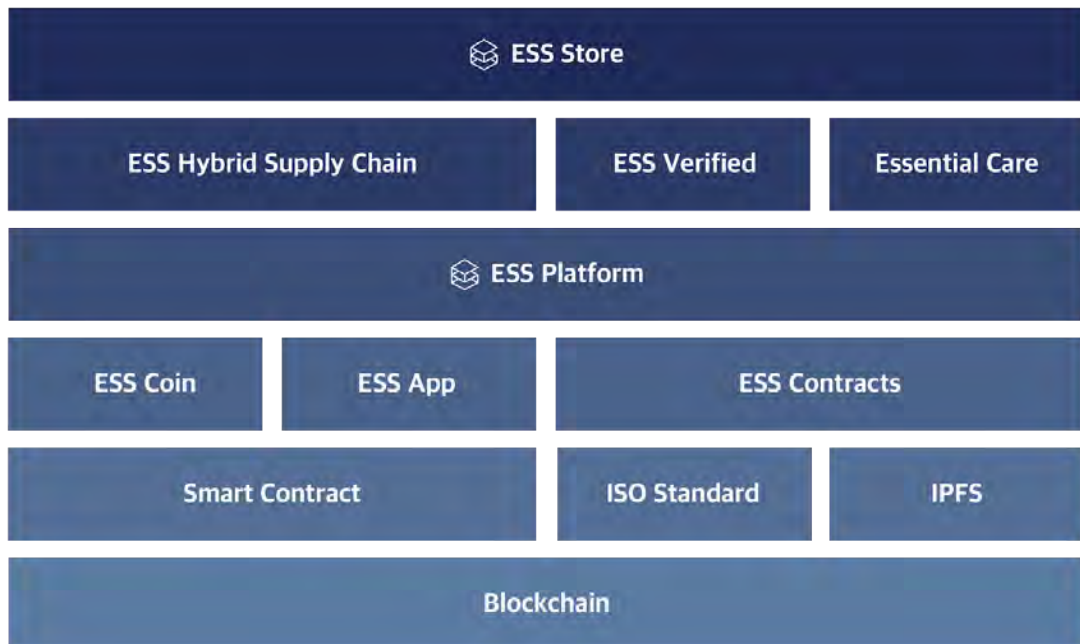 ESS Store
ESS Hybrid Supply Chain
ESS Verified
Essential Care
ESS Platform
ESS Coin
ESS App
ESS Contracts
Smart Contract
ISO Standard
IPFS
Blockchain